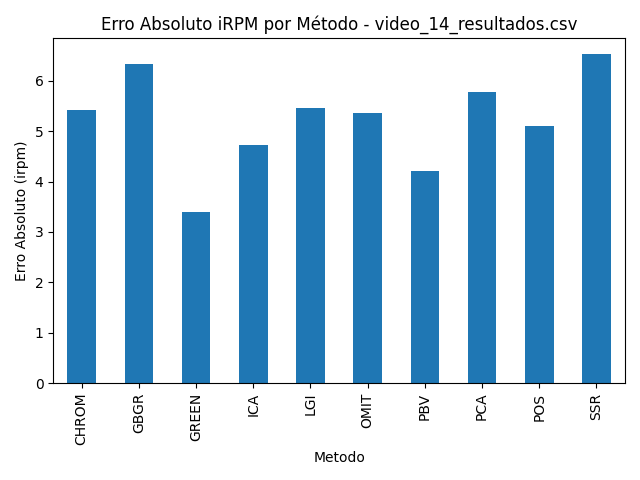 Erro Absoluto iRPM por Método - video_14_resultados.csv
Erro Absoluto (irpm)
6
5
4
3
2
1
0
CHROM
GBGR
GREEN
ICA
LGI
OMIT
PBV
PCA
POS
SSR
Metodo